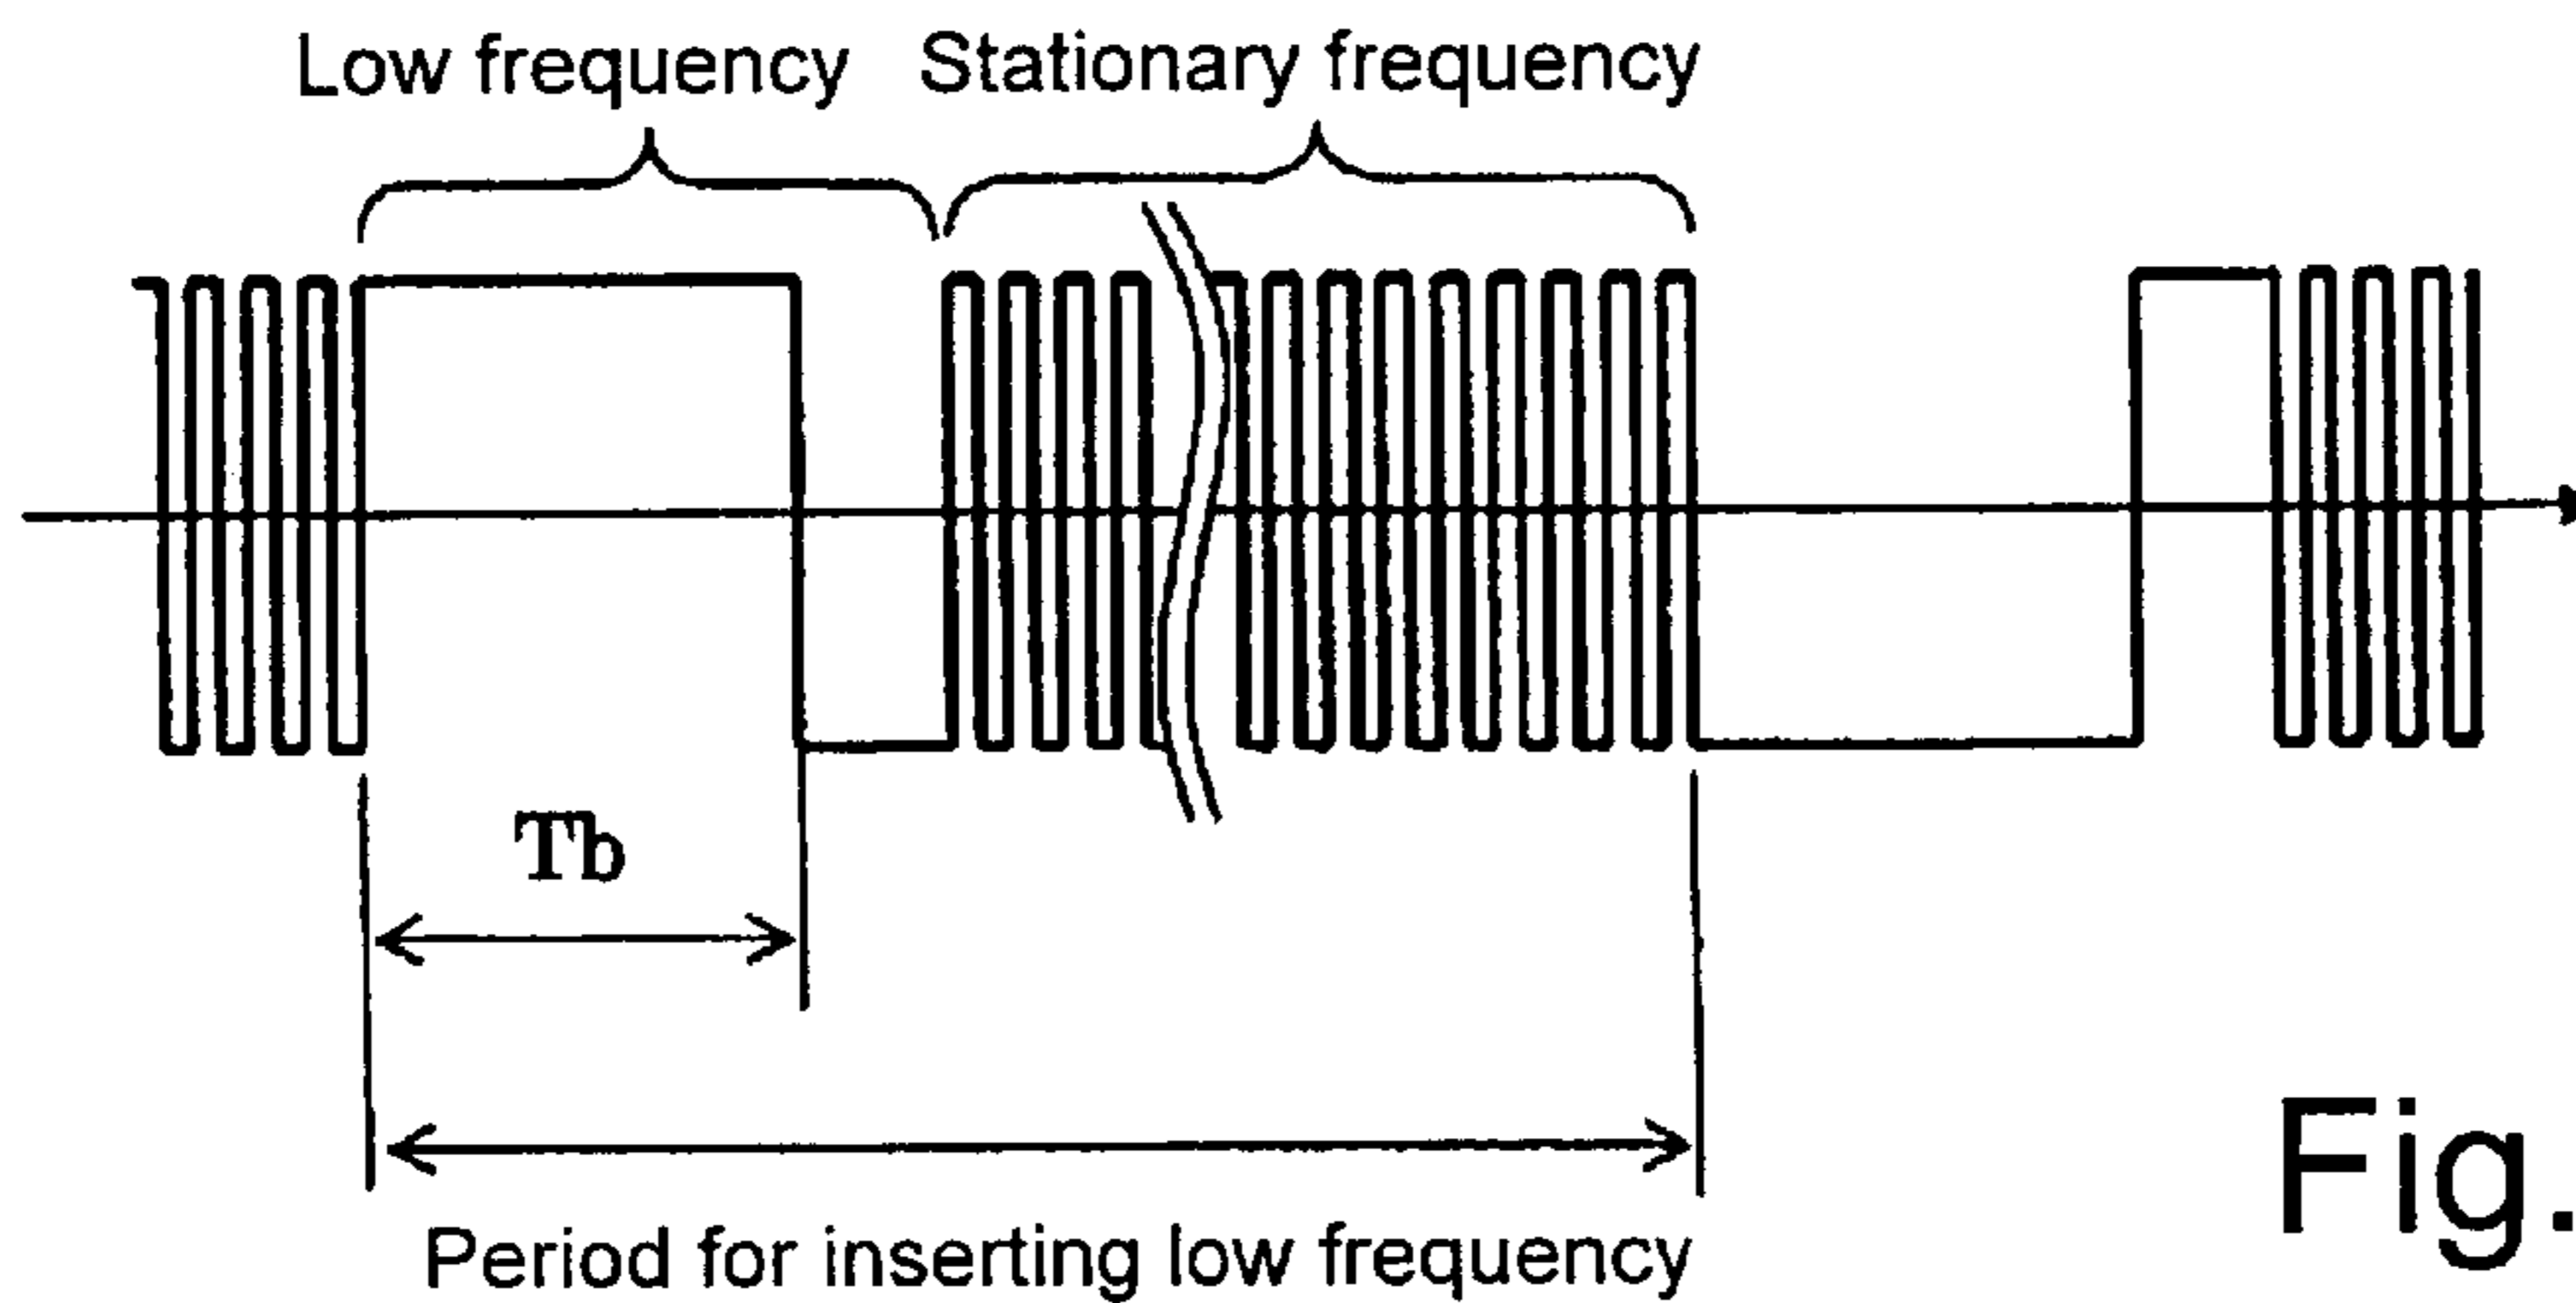 Low frequency
Stationary frequency
Tb
Period for inserting low frequency
Fig.